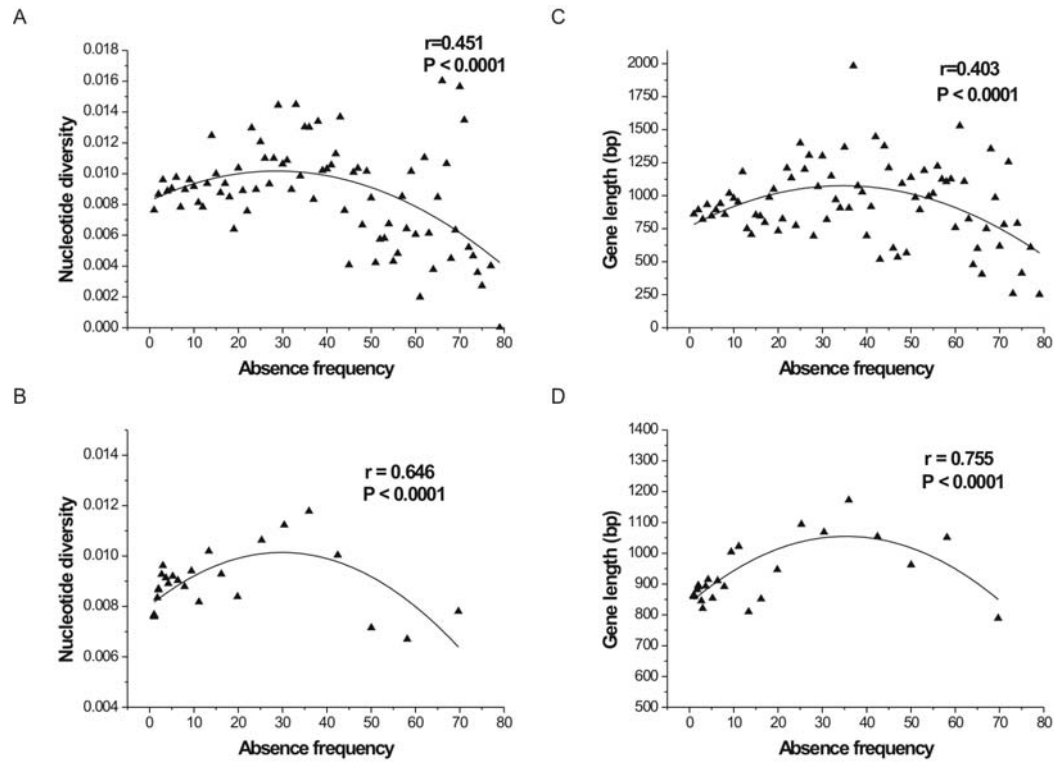 A
r=0.451
P < 0.0001
Nucleotide diversity
0.018
0.016
0.014
0.012
0.010
0.008
0.006
0.004
0.002
0.000
0 10 20 30 40 50 60 70 80
Absence frequency
C
r=0.403
P < 0.0001
Gene length (bp)
2000
1750
1500
1250
1000
750
500
250
0
0 10 20 30 40 50 60 70 80
Absence frequency
B
r = 0.646
P < 0.0001
Nucleotide diversity
0.014
0.012
0.010
0.008
0.006
0.004
0 10 20 30 40 50 60 70 80
Absence frequency
D
r = 0.755
P < 0.0001
Gene length (bp)
1400
1300
1200
1100
1000
900
800
700
600
500
0 10 20 30 40 50 60 70 80
Absence frequency